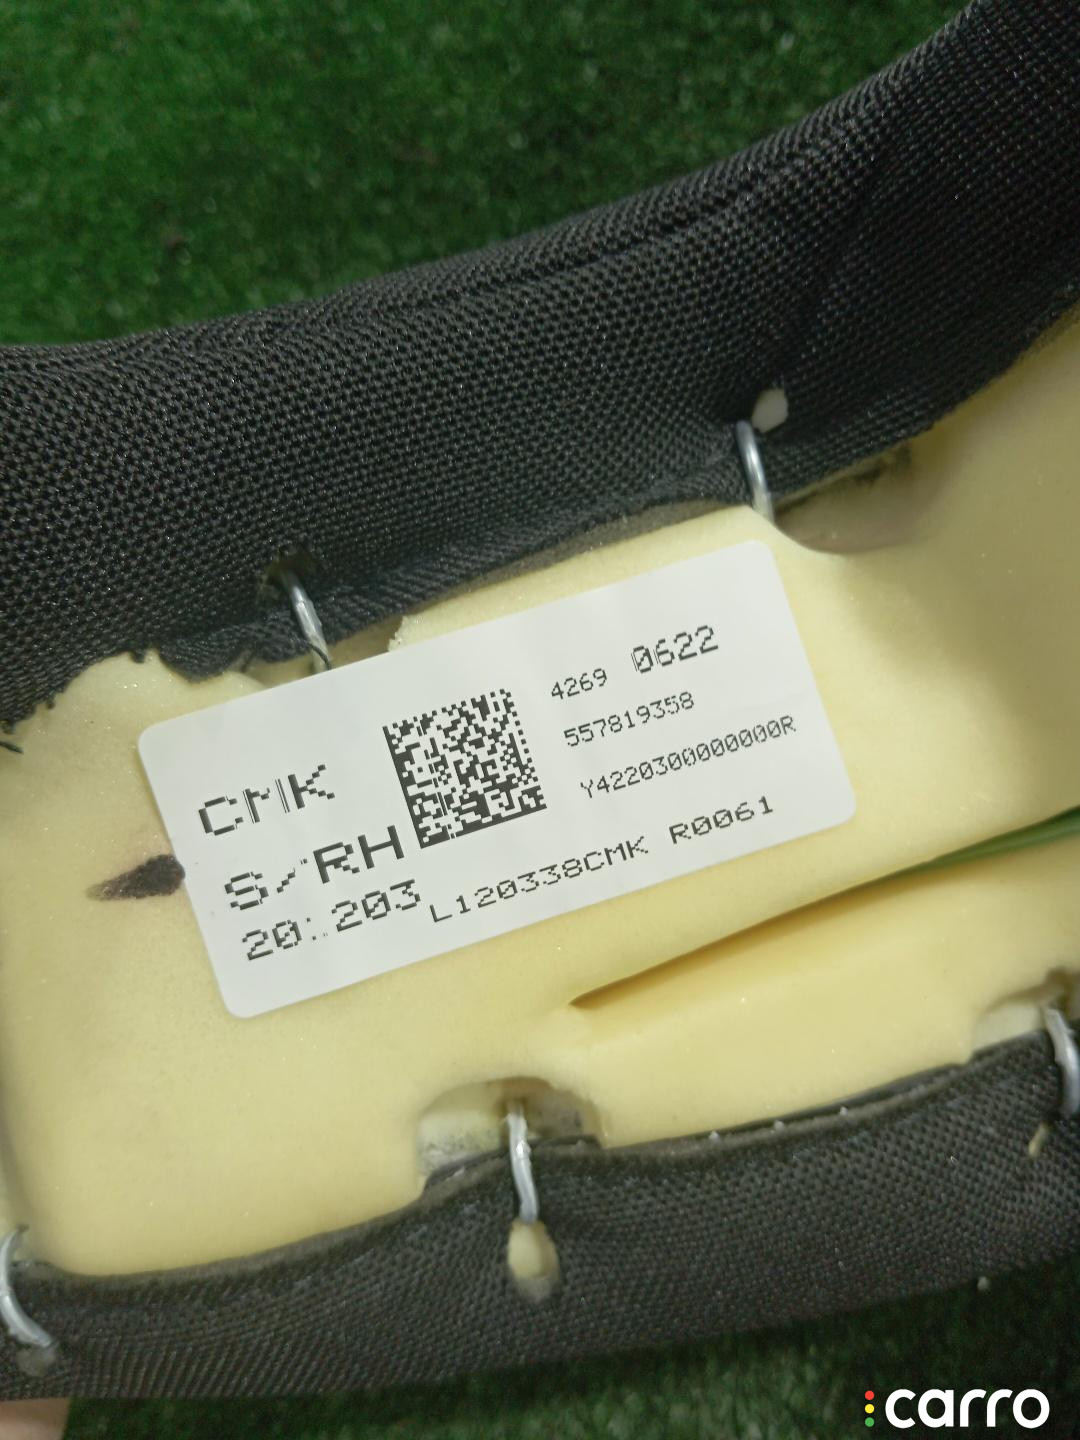 4269 0622
557819358
Y4220300000000R
CMK
S/RH
20:203
L120338CMK R0061
carro